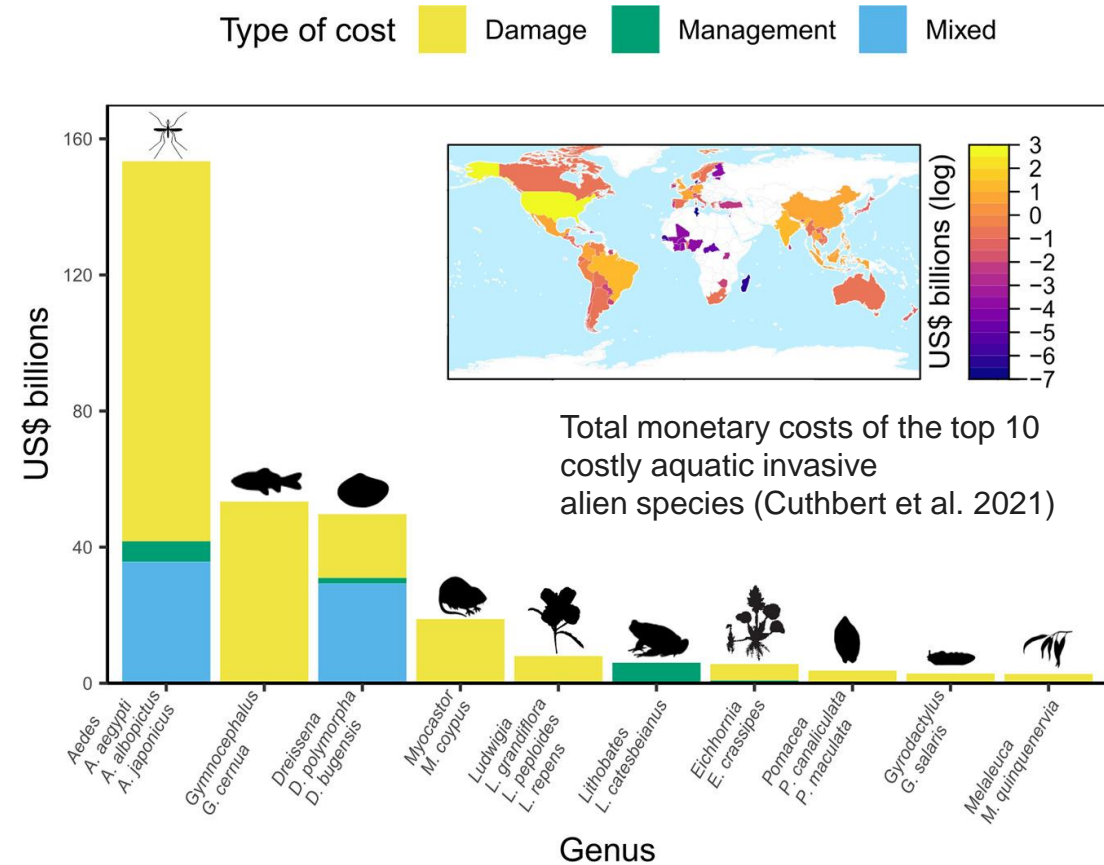 Type of cost Damage Management Mixed
160
120
80
40
0
US$ billions
3
2
1
0
−1
−2
−3
−4
−5
−6
−7
US$ billions (log)
Total monetary costs of the top 10
costly aquatic invasive
alien species (Cuthbert et al. 2021)
Aedes
A. aegypti
A. albopictus
A. japonicus
Gymnocephalus
G. cernua
Dreissena
D. polymorpha
D. bugensis
Myocastor
M. coypus
Ludwigia
L. grandiflora
L. peploides
L. repens
Lithobates
L. catesbeianus
Eichhornia
E. crassipes
Pomacea
P. canaliculata
P. maculata
Gyrodactylus
G. salaris
Melaleuca
M. quinquenervia
Genus